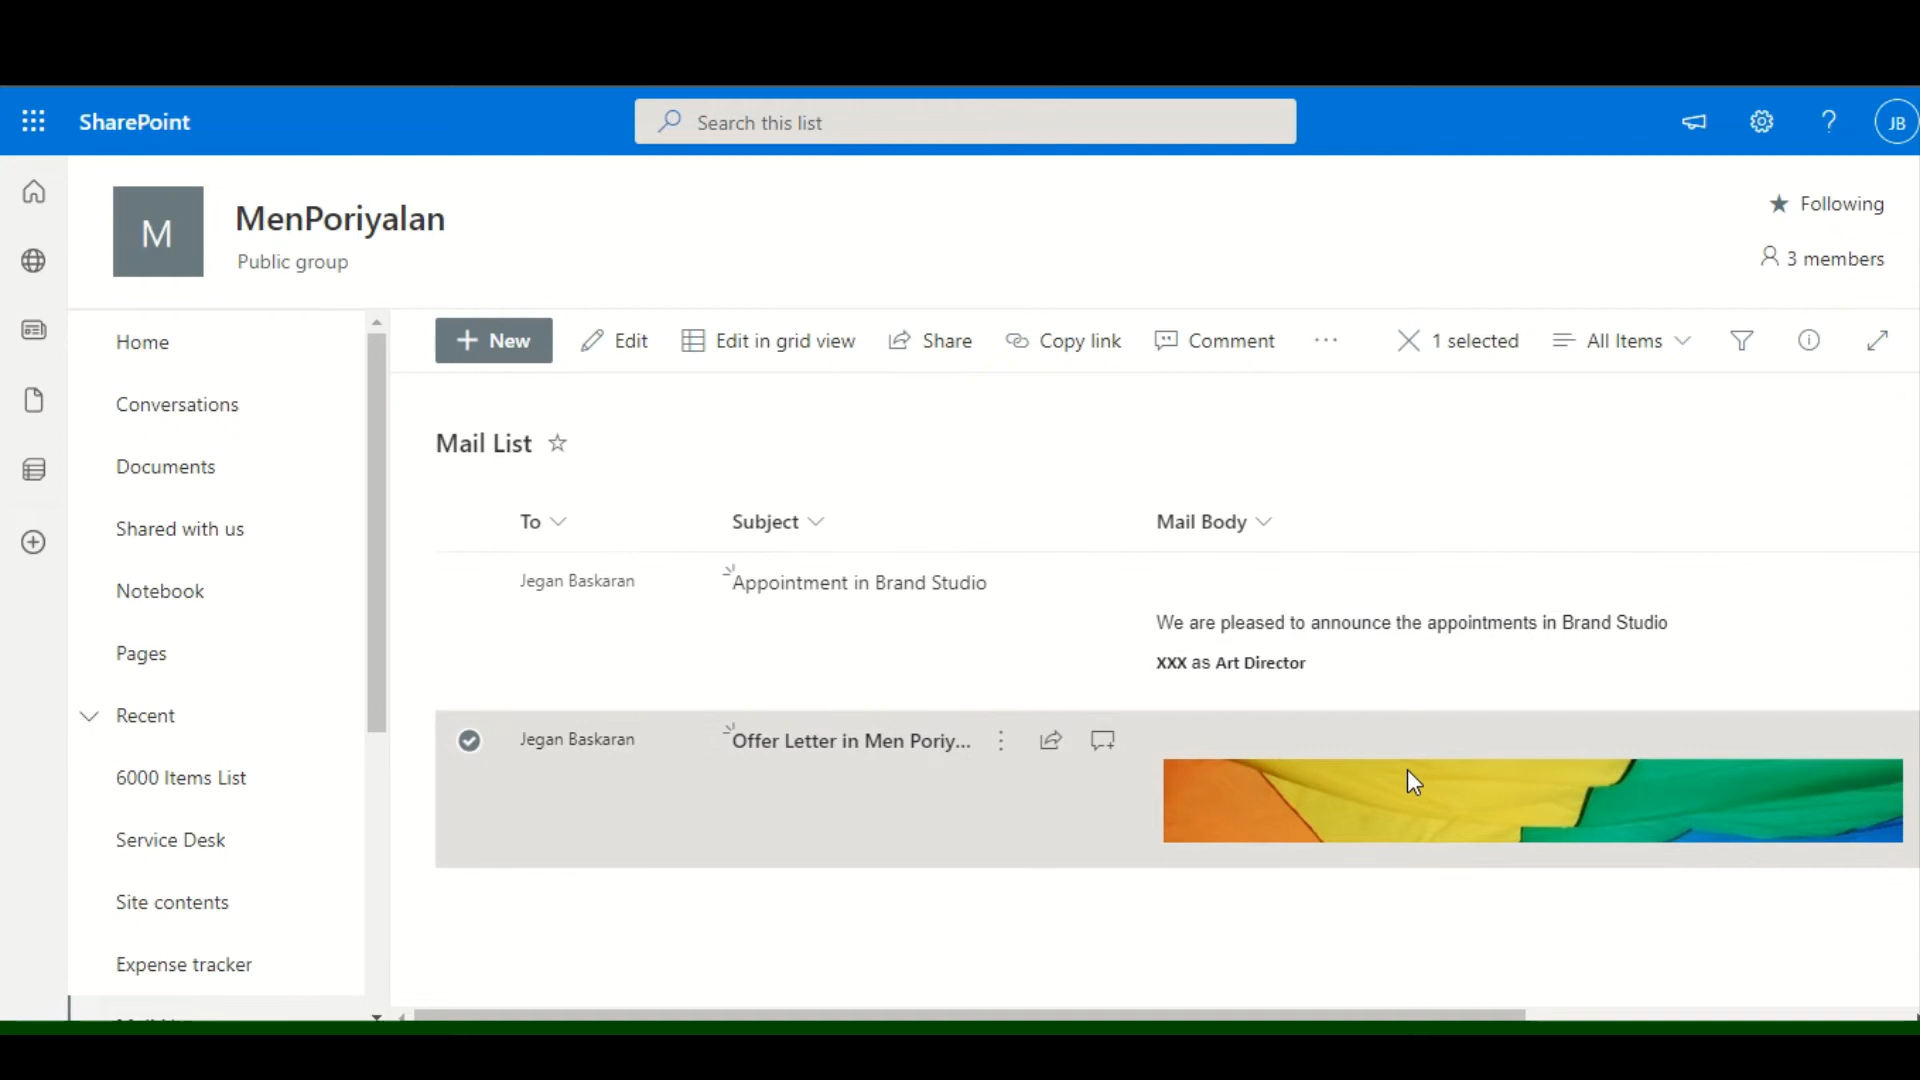 SharePoint
Search this list
JB
M
MenPoriyalan
Public group
Following
3 members
Home
Conversations
Documents
Shared with us
Notebook
Pages
Recent
6000 Items List
Service Desk
Site contents
Expense tracker
New
Edit
Edit in grid view
Share
Copy link
Comment
1 selected
All Items
Mail List
To
Subject
Mail Body
Jegan Baskaran
Appointment in Brand Studio
We are pleased to announce the appointments in Brand Studio
XXX as Art Director
Jegan Baskaran
Offer Letter in Men Poriy...